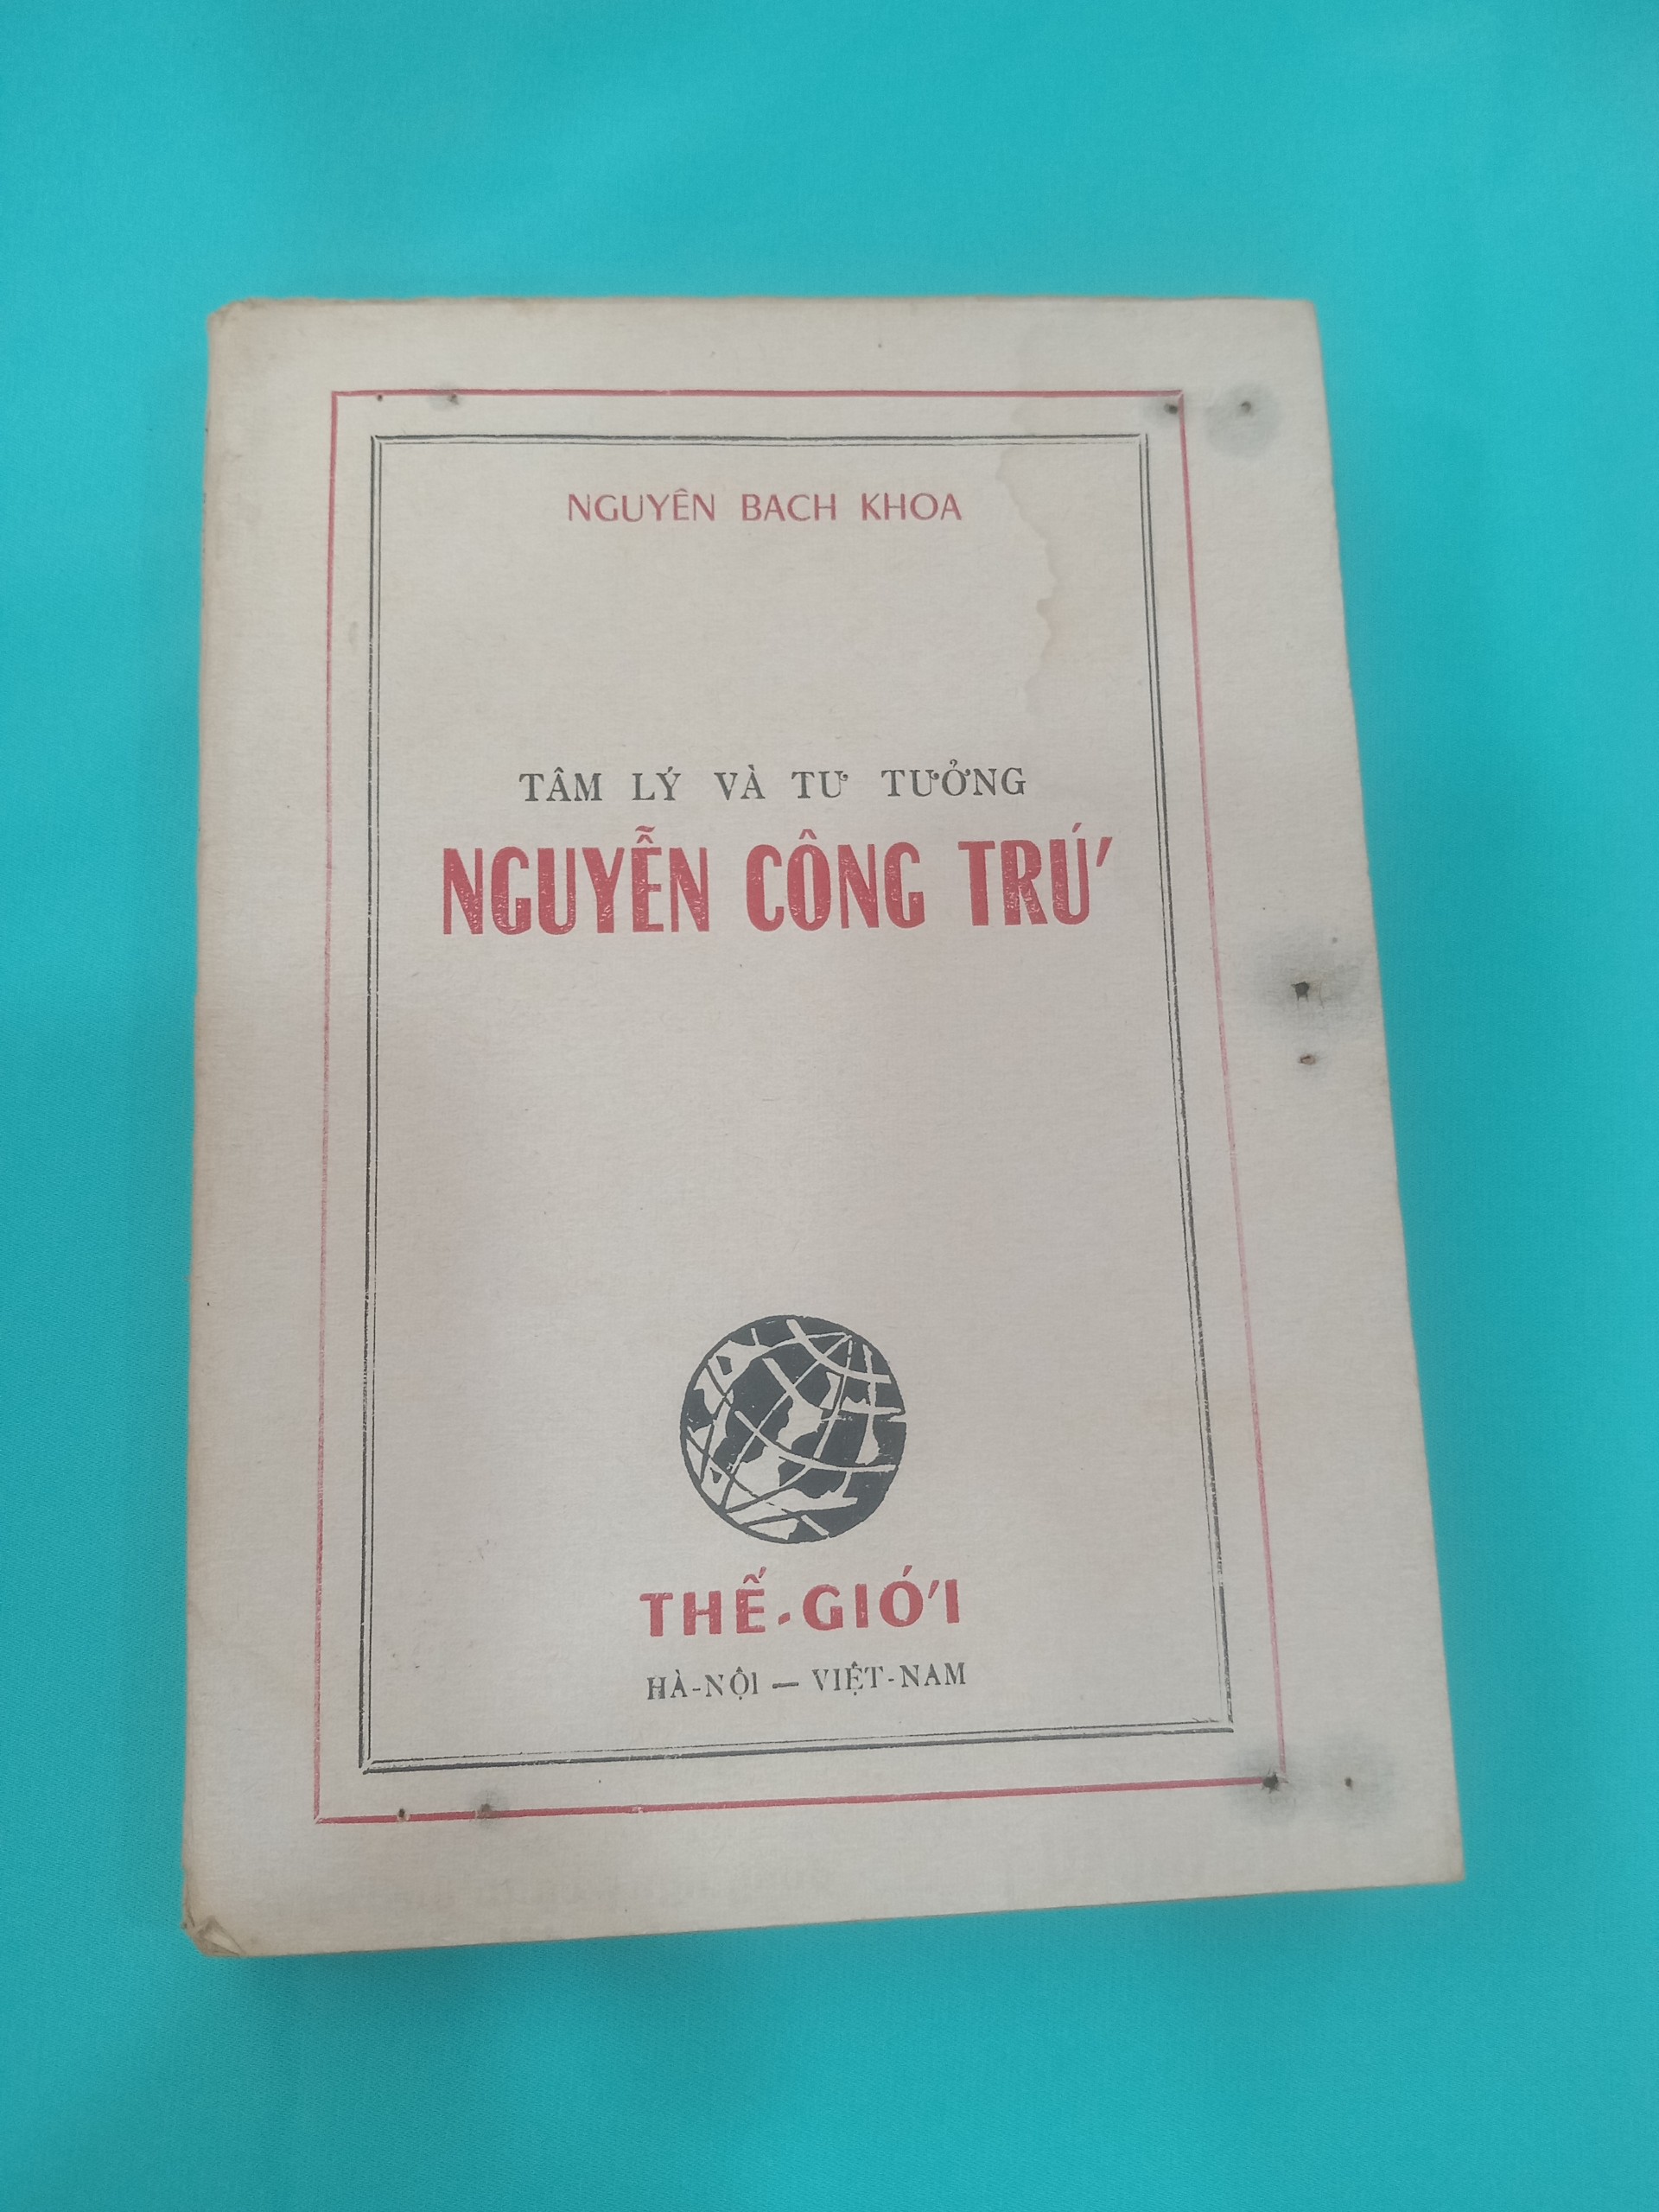 NGUYÊN BACH KHOA
TÂM LÝ VÀ TƯ TƯỞNG
NGUYỄN CÔNG TRỨ
THẾ-GIỚI
HÀ-NỘI — VIỆT-NAM